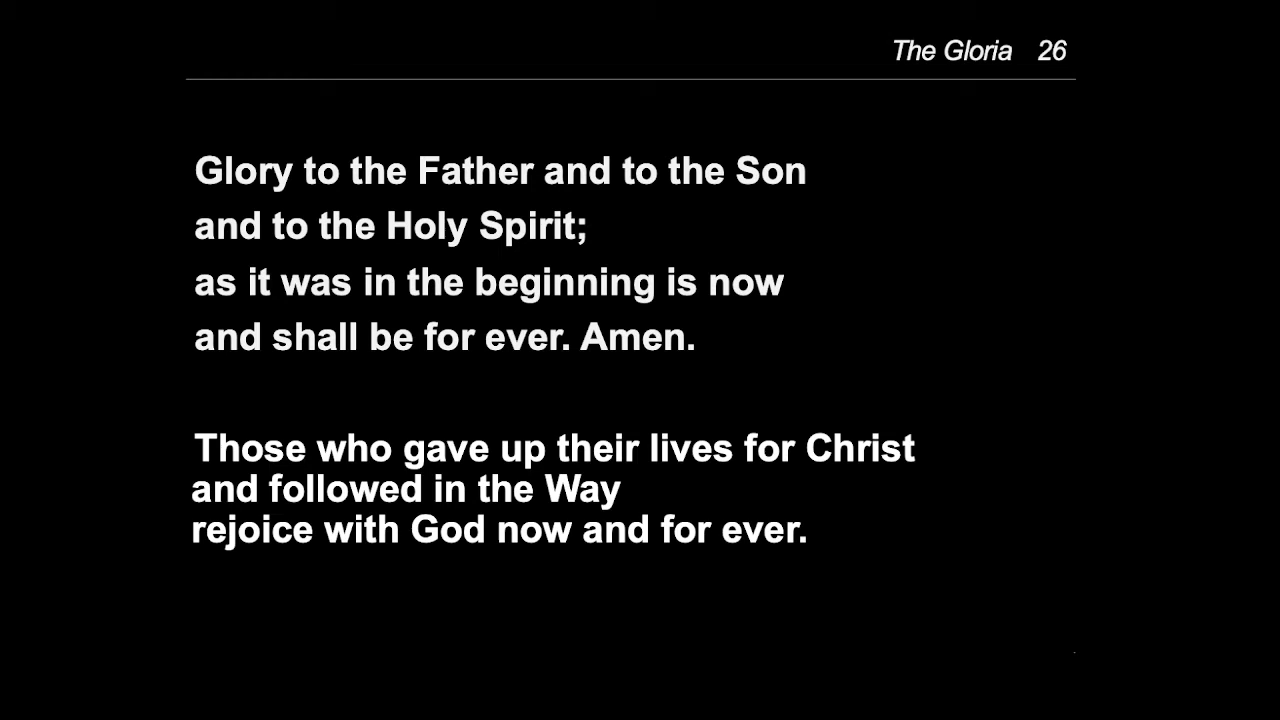 The Gloria 26
Glory to the Father and to the Son
and to the Holy Spirit;
as it was in the beginning is now
and shall be for ever. Amen.
Those who gave up their lives for Christ
and followed in the Way
rejoice with God now and for ever.